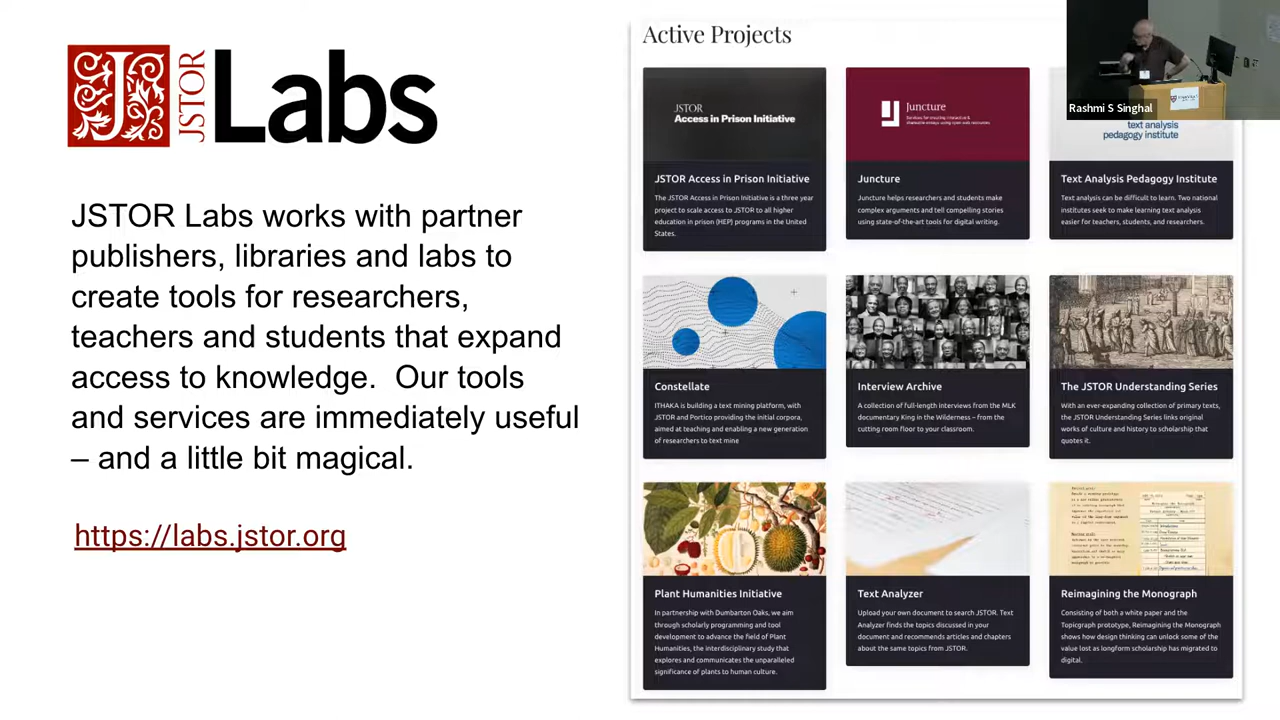 JSTOR Labs
JSTOR Labs works with partner
publishers, libraries and labs to
create tools for researchers,
teachers and students that expand
access to knowledge.  Our tools
and services are immediately useful
– and a little bit magical.
https://labs.jstor.org
Active Projects
JSTOR
Access in Prison Initiative
JSTOR Access in Prison Initiative
The JSTOR Access in Prison Initiative is a three year
project to scale access to JSTOR to all higher
education in prison (HEP) programs in the United
States.
Juncture
Services for creating interactive &
shareable essays using open web resources.
Juncture
Juncture helps researchers and students make
complex arguments and tell compelling stories
using state-of-the-art tools for digital writing.
Rashmi S Singhal
text analysis
pedagogy institute
Text Analysis Pedagogy Institute
Text analysis can be difficult to learn. Two national
institutes seek to make learning text analysis
easier for teachers, students, and researchers.
Constellate
ITHAKA is building a text mining platform, with
JSTOR and Portico providing the initial corpora,
aimed at teaching and enabling a new generation
of researchers to text mine
Interview Archive
A collection of full-length interviews from the MLK
documentary King in the Wilderness – from the
cutting room floor to your classroom.
The JSTOR Understanding Series
With an ever-expanding collection of primary texts,
the JSTOR Understanding Series links original
works of culture and history to scholarship that
quotes it.
Plant Humanities Initiative
In partnership with Dumbarton Oaks, we aim
through scholarly programming and tool
development to advance the field of Plant
Humanities, the interdisciplinary study that
explores and communicates the unparalleled
significance of plants to human culture.
Text Analyzer
Upload your own document to search JSTOR. Text
Analyzer finds the topics discussed in your
document and recommends articles and chapters
about the same topics from JSTOR.
Reimagining the Monograph
Consisting of both a white paper and the
Topicgraph prototype, Reimagining the Monograph
shows how design thinking can unlock some of the
value lost as longform scholarship has migrated to
digital.